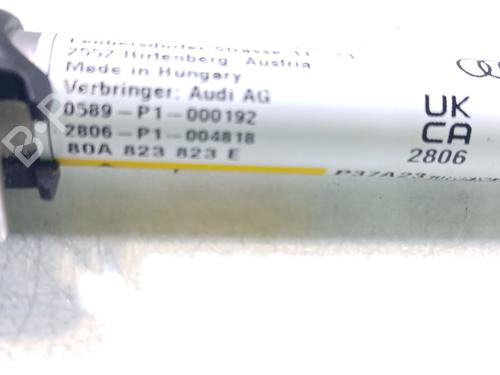 2552 Hirtenberg, Austria
Made in Hungary
Verbringer: Audi AG
0589-P1-000192
2806-P1-004818
80A 823 823 E
UK
CA
2806